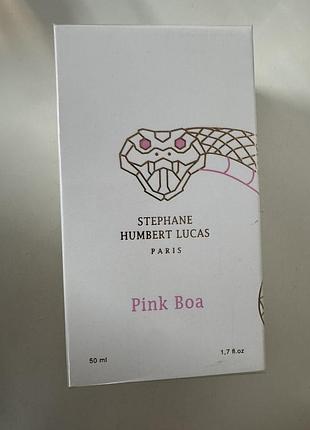 STEPHANE
HUMBERT LUCAS
PARIS
Pink Boa
50 ml
1,7 fl.oz